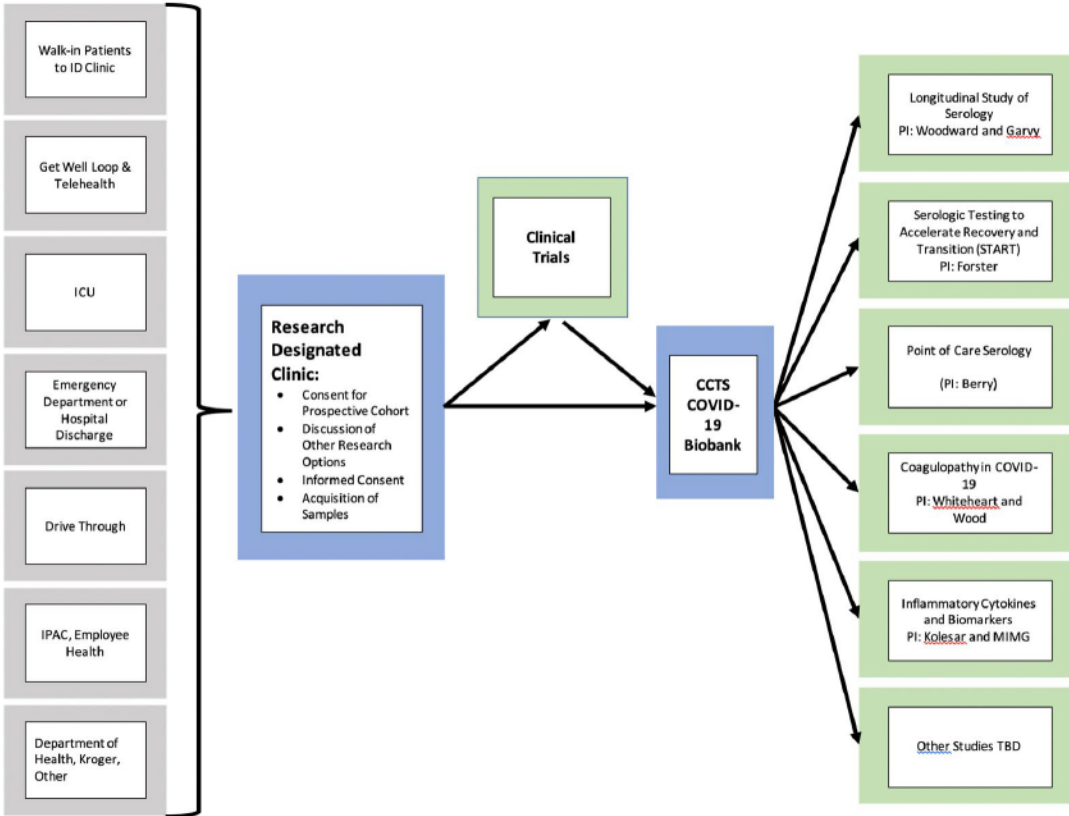 Walk-in Patients
to ID Clinic
Get Well Loop &
Telehealth
ICU
Emergency
Department or
Hospital
Discharge
Drive Through
IPAC, Employee
Health
Department of
Health, Kroger,
Other
Research
Designated
Clinic:
• Consent for
Prospective Cohort
• Discussion of
Other Research
Options
• Informed Consent
• Acquisition of
Samples
Clinical
Trials
CCTS
COVID-
19
Biobank
Longitudinal Study of
Serology
PI: Woodward and Garvy
Serologic Testing to
Accelerate Recovery and
Transition (START)
PI: Forster
Point of Care Serology
(PI: Berry)
Coagulopathy in COVID-
19
PI: Whiteheart and
Wood
Inflammatory Cytokines
and Biomarkers
PI: Kolesar and MIMG
Other Studies TBD